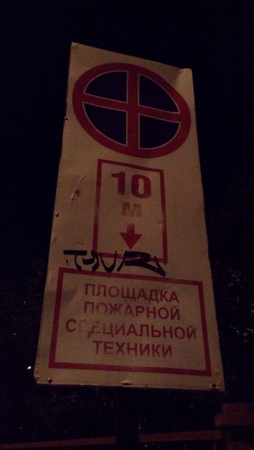 10
М
ПЛОЩАДКА
ПОЖАРНОЙ
СПЕЦИАЛЬНОЙ
ТЕХНИКИ